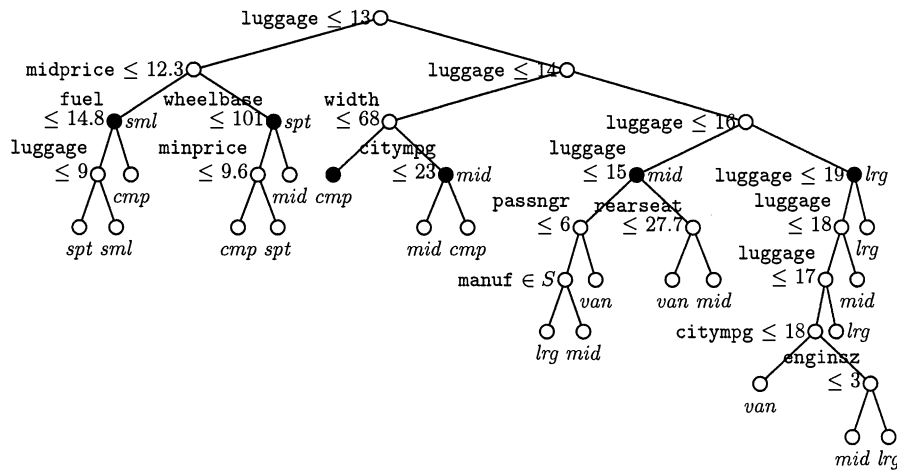 luggage ≤ 13
midprice ≤ 12.3
luggage ≤ 14
fuel
≤ 14.8
sml
wheelbase
≤ 101
spt
width
≤ 68
luggage ≤ 16
luggage
≤ 9
cmp
minprice
≤ 9.6
mid
cmp
citympg
≤ 23
mid
luggage
≤ 15
mid
luggage ≤ 19
lrg
spt sml
cmp spt
mid cmp
passngr
≤ 6
rearseat
≤ 27.7
luggage
≤ 18
lrg
manuf ∈ S
van
van mid
luggage
≤ 17
mid
lrg mid
citympg ≤ 18
lrg
van
enginsz
≤ 3
mid lrg